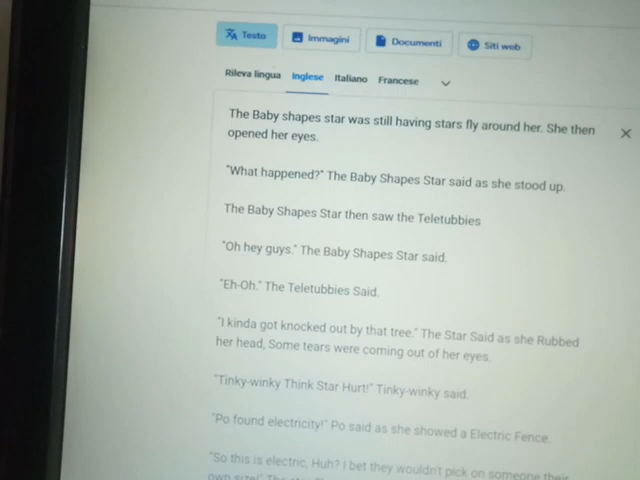 Testo Immagini Documenti Siti web
Rileva lingua Inglese Italiano Francese
The Baby shapes star was still having stars fly around her. She then
opened her eyes.
"What happened?" The Baby Shapes Star said as she stood up.
The Baby Shapes Star then saw the Teletubbies
"Oh hey guys." The Baby Shapes Star said.
"Eh-Oh." The Teletubbies Said.
"I kinda got knocked out by that tree." The Star Said as she Rubbed
her head, Some tears were coming out of her eyes.
"Tinky-winky Think Star Hurt!" Tinky-winky said.
"Po found electricity!" Po said as she showed a Electric Fence.
"So this is electric, Huh? I bet they wouldn't pick on someone their
own size!" The